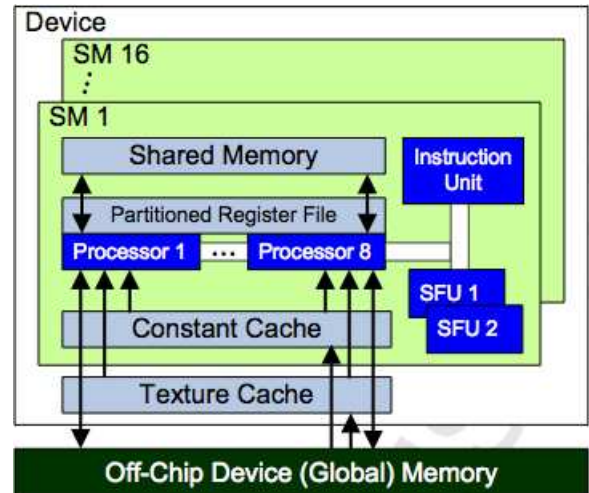 Device
SM 16
⋮
SM 1
Shared Memory
Instruction
Unit
Partitioned Register File
Processor 1
...
Processor 8
SFU 1
SFU 2
Constant Cache
Texture Cache
Off-Chip Device (Global) Memory